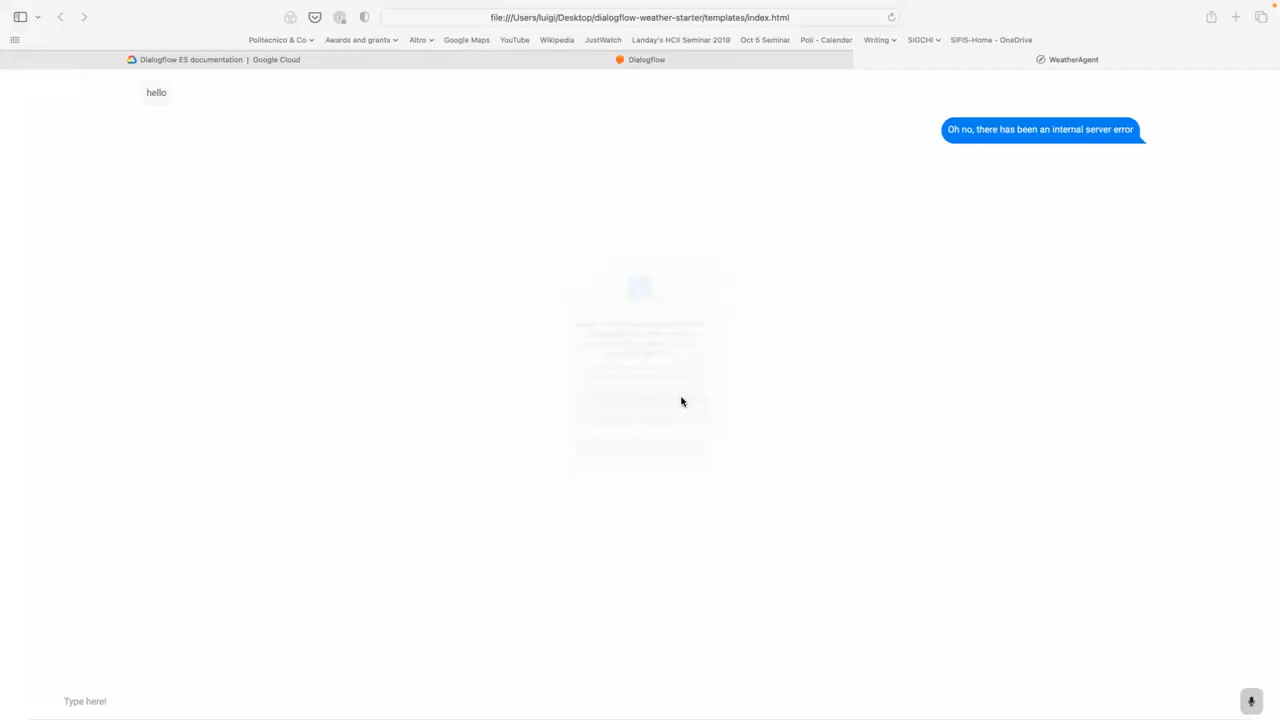 file:///Users/luigi/Desktop/dialogflow-weather-starter/templates/index.html
Politecnico & Co Awards and grants Altro Google Maps YouTube Wikipedia JustWatch Landay's HCII Seminar 2019 Oct 5 Seminar Poli - Calendar Writing SIGCHI SIFIS-Home - OneDrive
Dialogflow ES documentation | Google Cloud Dialogflow WeatherAgent
hello
Oh no, there has been an internal server error
Type here!